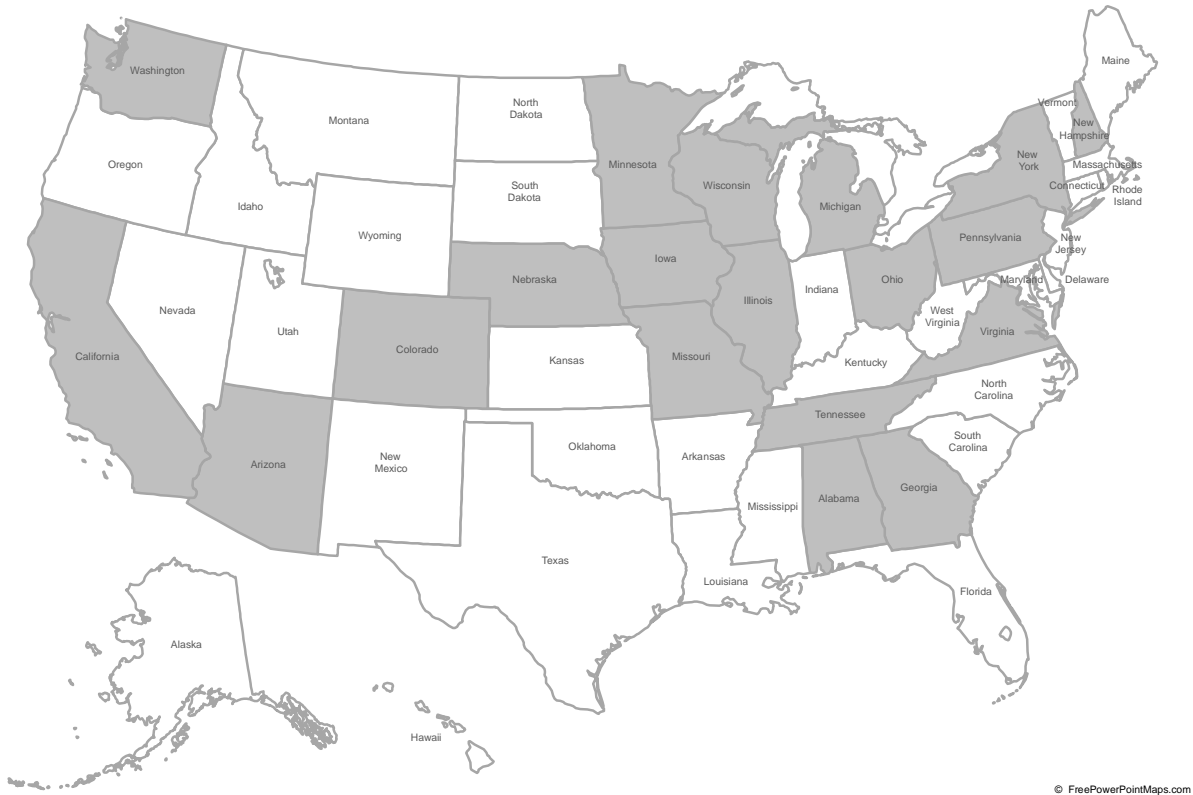 Maine
Washington
Vermont
North
Dakota
Montana
New
Hampshire
Minnesota
Oregon
New
York
Massachusetts
Wisconsin
South
Dakota
Connecticut
Rhode
Island
Idaho
Michigan
Wyoming
Pennsylvania
New
Jersey
Iowa
Nebraska
Ohio
Maryland
Delaware
Indiana
Illinois
Nevada
West
Virginia
Utah
Virginia
Colorado
California
Missouri
Kansas
Kentucky
North
Carolina
Tennessee
South
Carolina
Oklahoma
Arkansas
New
Mexico
Arizona
Georgia
Alabama
Mississippi
Texas
Louisiana
Florida
Alaska
Hawaii
© FreePowerPointMaps.com